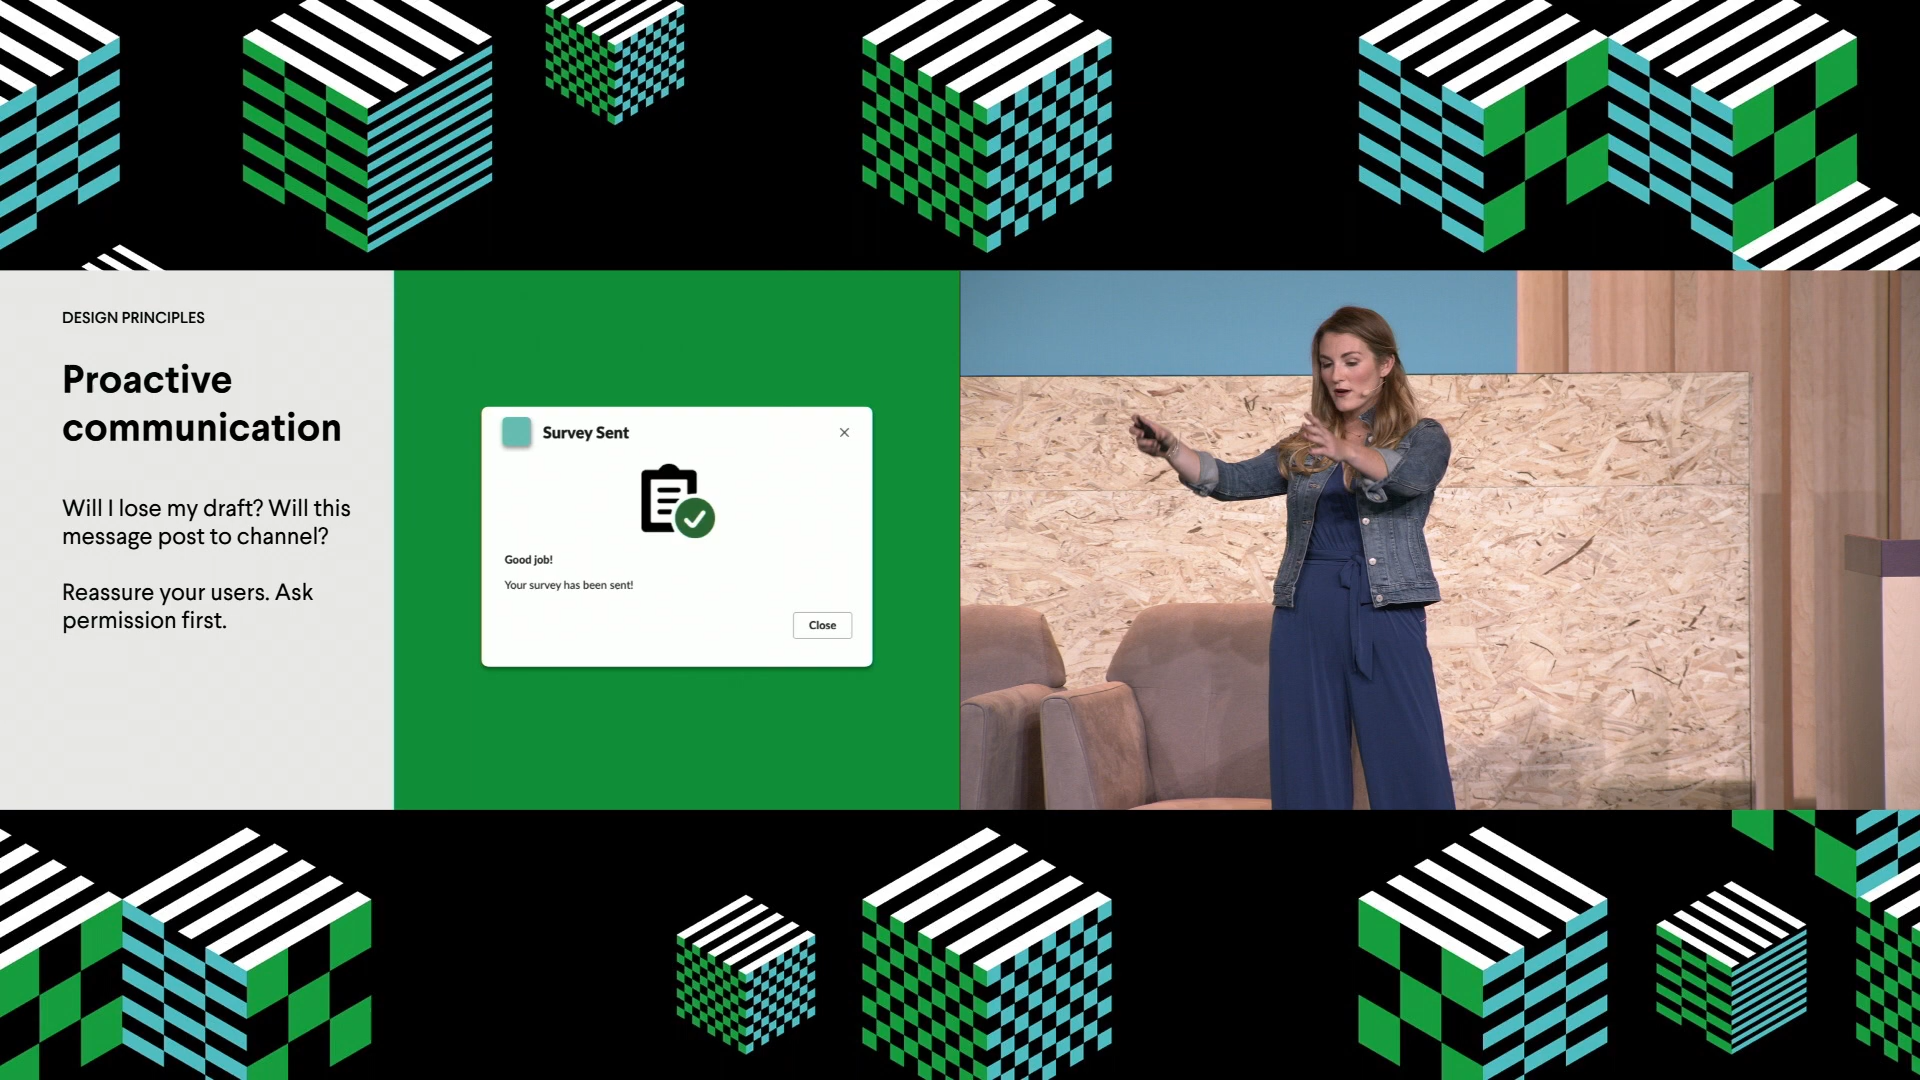 DESIGN PRINCIPLES
Proactive
communication
Will I lose my draft? Will this
message post to channel?
Reassure your users. Ask
permission first.
Survey Sent
Good job!
Your survey has been sent!
Close